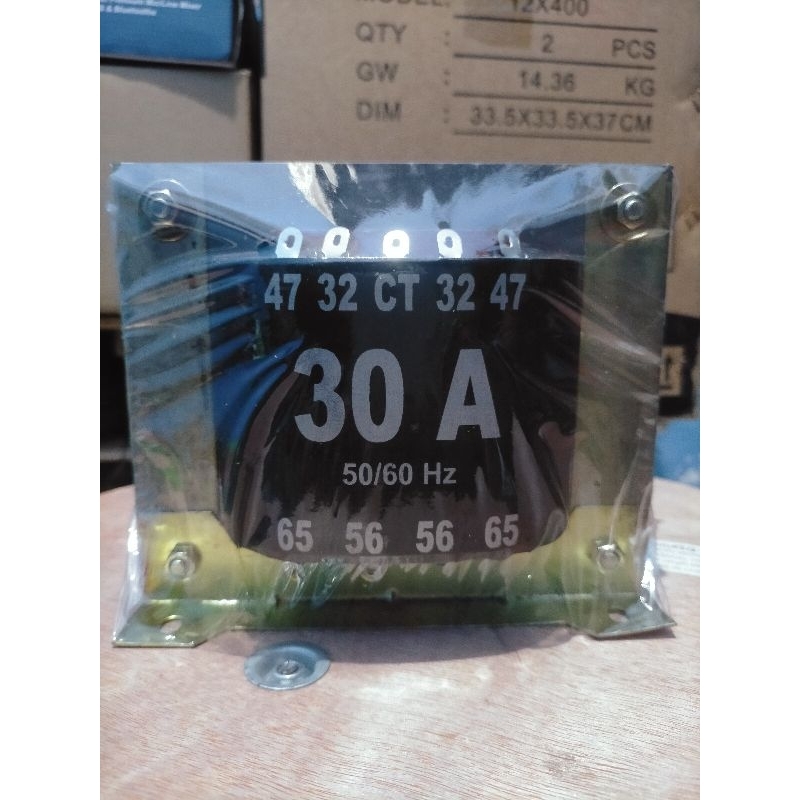 12X400
QTY : 2 PCS
GW : 14.36 KG
DIM : 33.5X33.5X37CM
47 32 CT 32 47
30 A
50/60 Hz
65 56 56 65